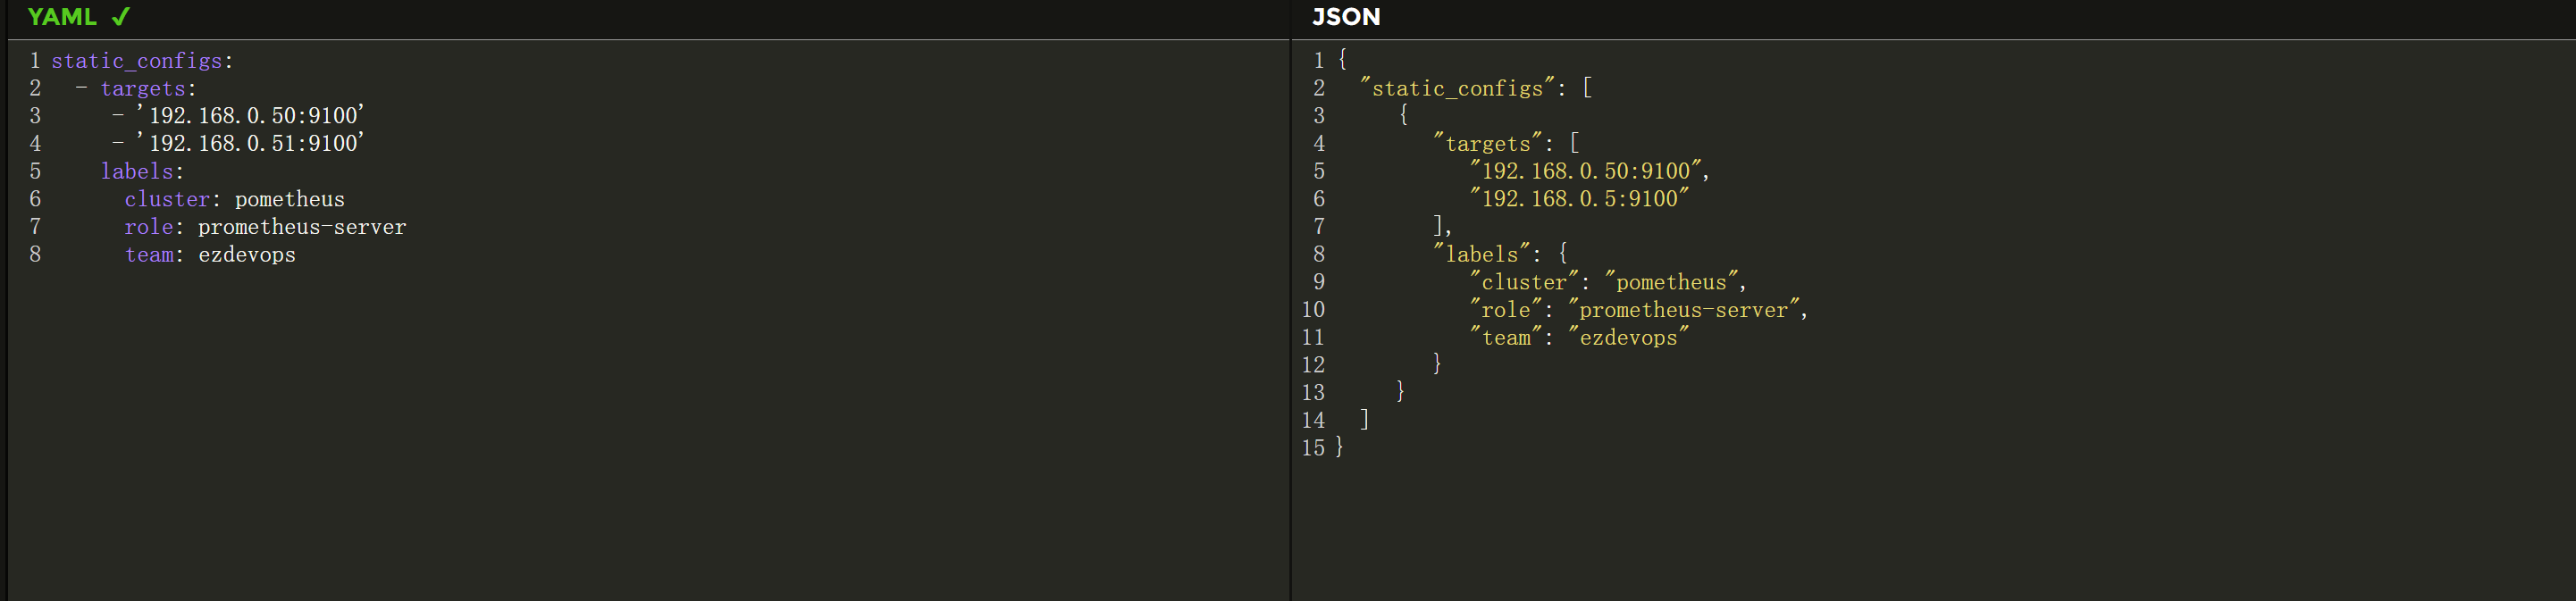 YAML ✓
1 static_configs:
2   - targets:
3      - '192.168.0.50:9100'
4      - '192.168.0.51:9100'
5     labels:
6       cluster: pometheus
7       role: prometheus-server
8       team: ezdevops
JSON
1 {
2   "static_configs": [
3      {
4         "targets": [
5            "192.168.0.50:9100",
6            "192.168.0.5:9100"
7         ],
8         "labels": {
9            "cluster": "pometheus",
10            "role": "prometheus-server",
11            "team": "ezdevops"
12         }
13      }
14   ]
15 }